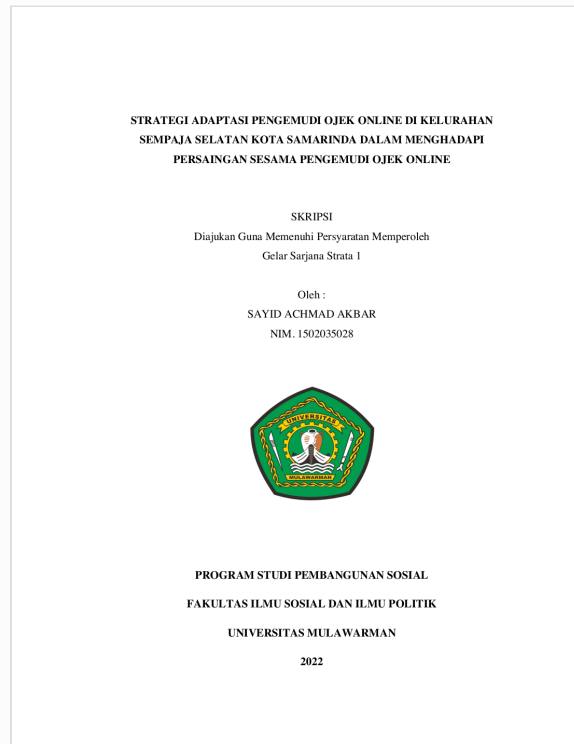 STRATEGI ADAPTASI PENGEMUDI OJEK ONLINE DI KELURAHAN
SEMPAJA SELATAN KOTA SAMARINDA DALAM MENGHADAPI
PERSAINGAN SESAMA PENGEMUDI OJEK ONLINE
SKRIPSI
Diajukan Guna Memenuhi Persyaratan Memperoleh
Gelar Sarjana Strata 1
Oleh :
SAYID ACHMAD AKBAR
NIM. 1502035028
UNIVERSITAS
MULAWARMAN
PROGRAM STUDI PEMBANGUNAN SOSIAL
FAKULTAS ILMU SOSIAL DAN ILMU POLITIK
UNIVERSITAS MULAWARMAN
2022